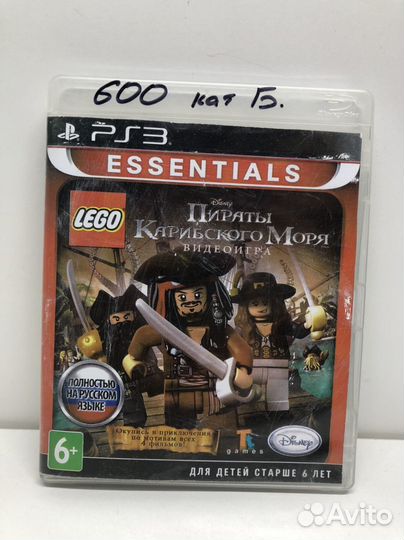 600 кат Б.
PS3
ESSENTIALS
LEGO
Disney
ПИРАТЫ
КАРИБСКОГО МОРЯ
ВИДЕОИГРА
ПОЛНОСТЬЮ
НА РУССКОМ
ЯЗЫКЕ
Окунись в приключения
по мотивам всех
4 фильмов!
6+
games
Disney
ДЛЯ ДЕТЕЙ СТАРШЕ 6 ЛЕТ
Avito